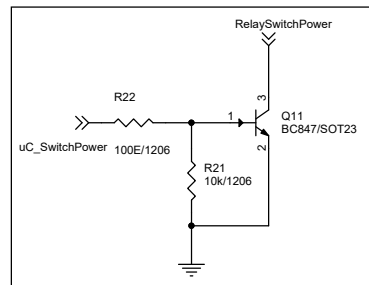 RelaySwitchPower
R22
3
1
Q11
BC847/SOT23
uC_SwitchPower
100E/1206
2
R21
10k/1206